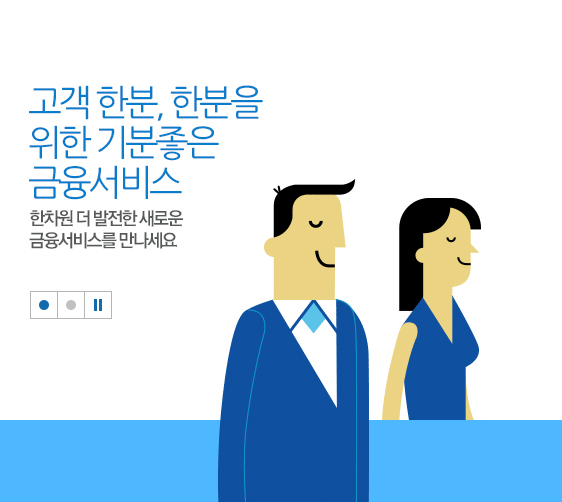 고객 한분, 한분을
위한 기분좋은
금융서비스
한차원 더 발전한 새로운
금융서비스를 만나세요